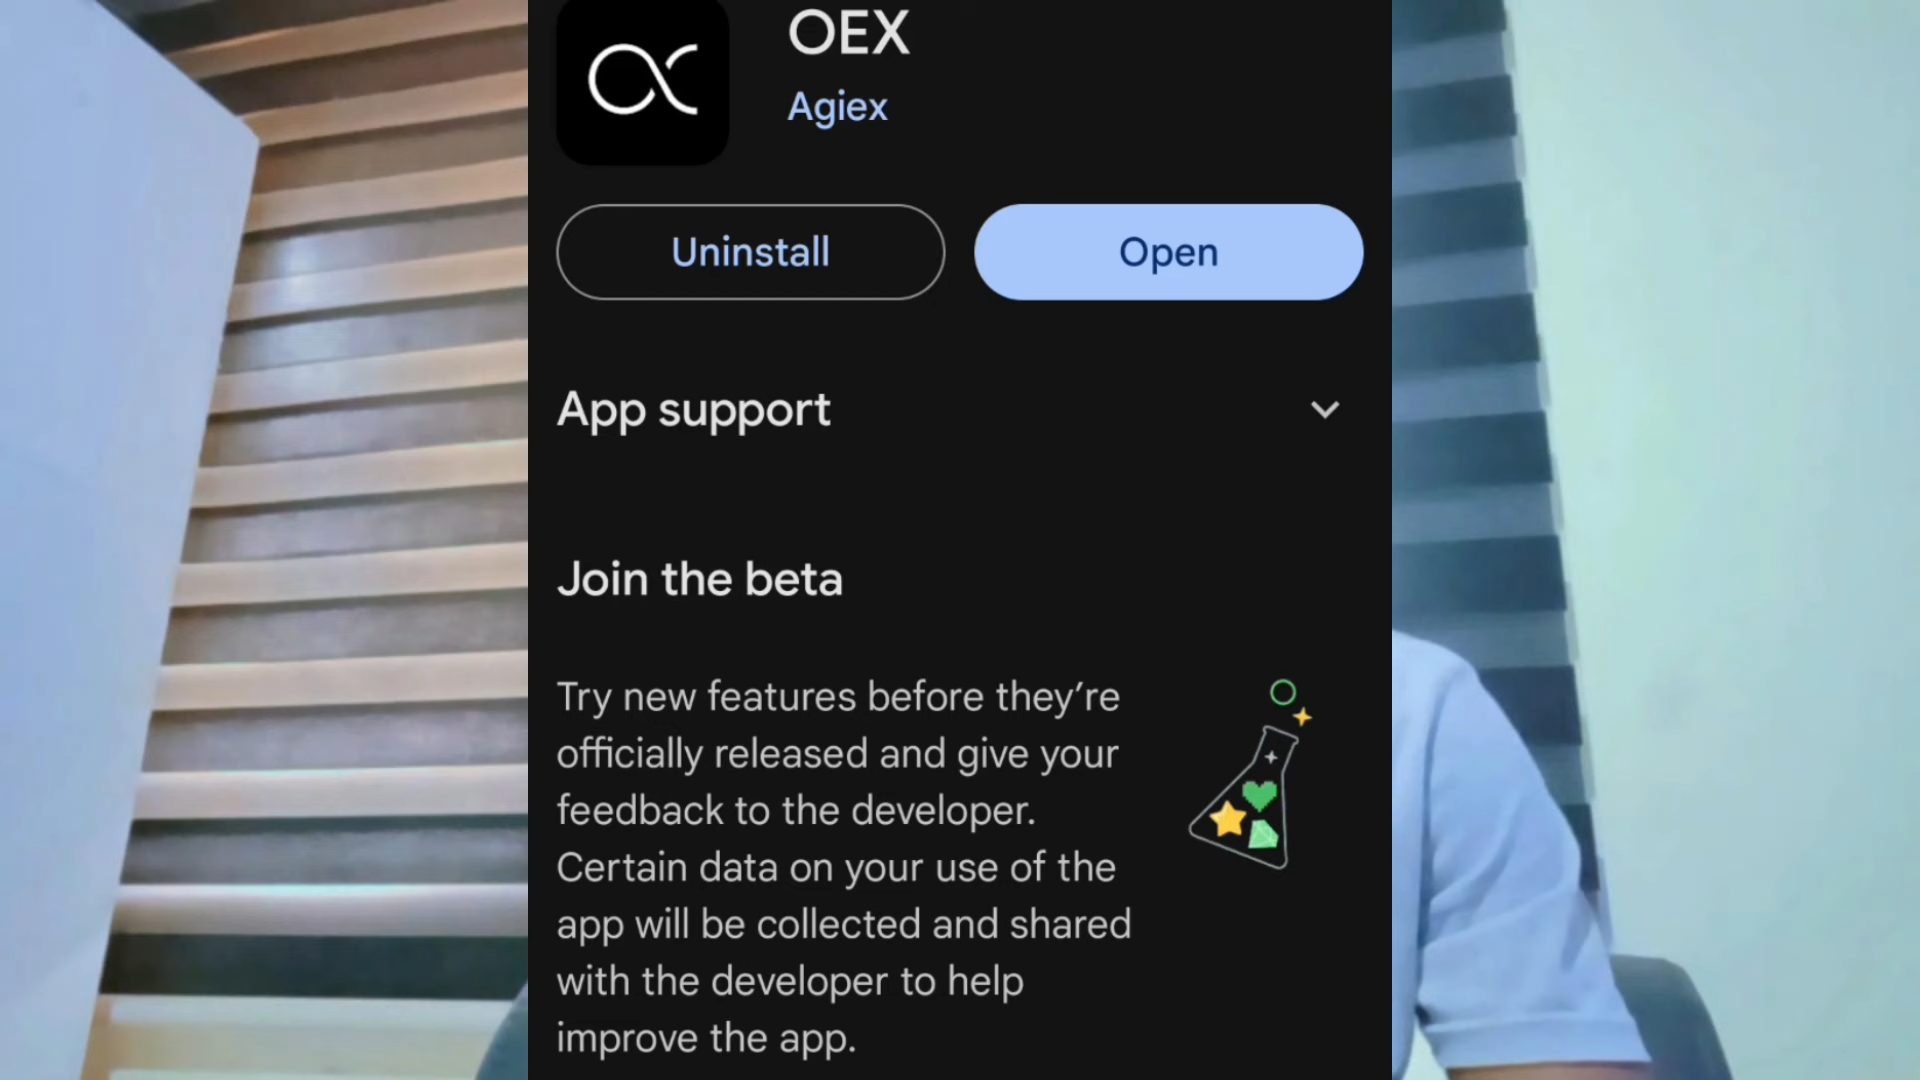 OEX
Agiex
Uninstall
Open
App support
Join the beta
Try new features before they’re
officially released and give your
feedback to the developer.
Certain data on your use of the
app will be collected and shared
with the developer to help
improve the app.